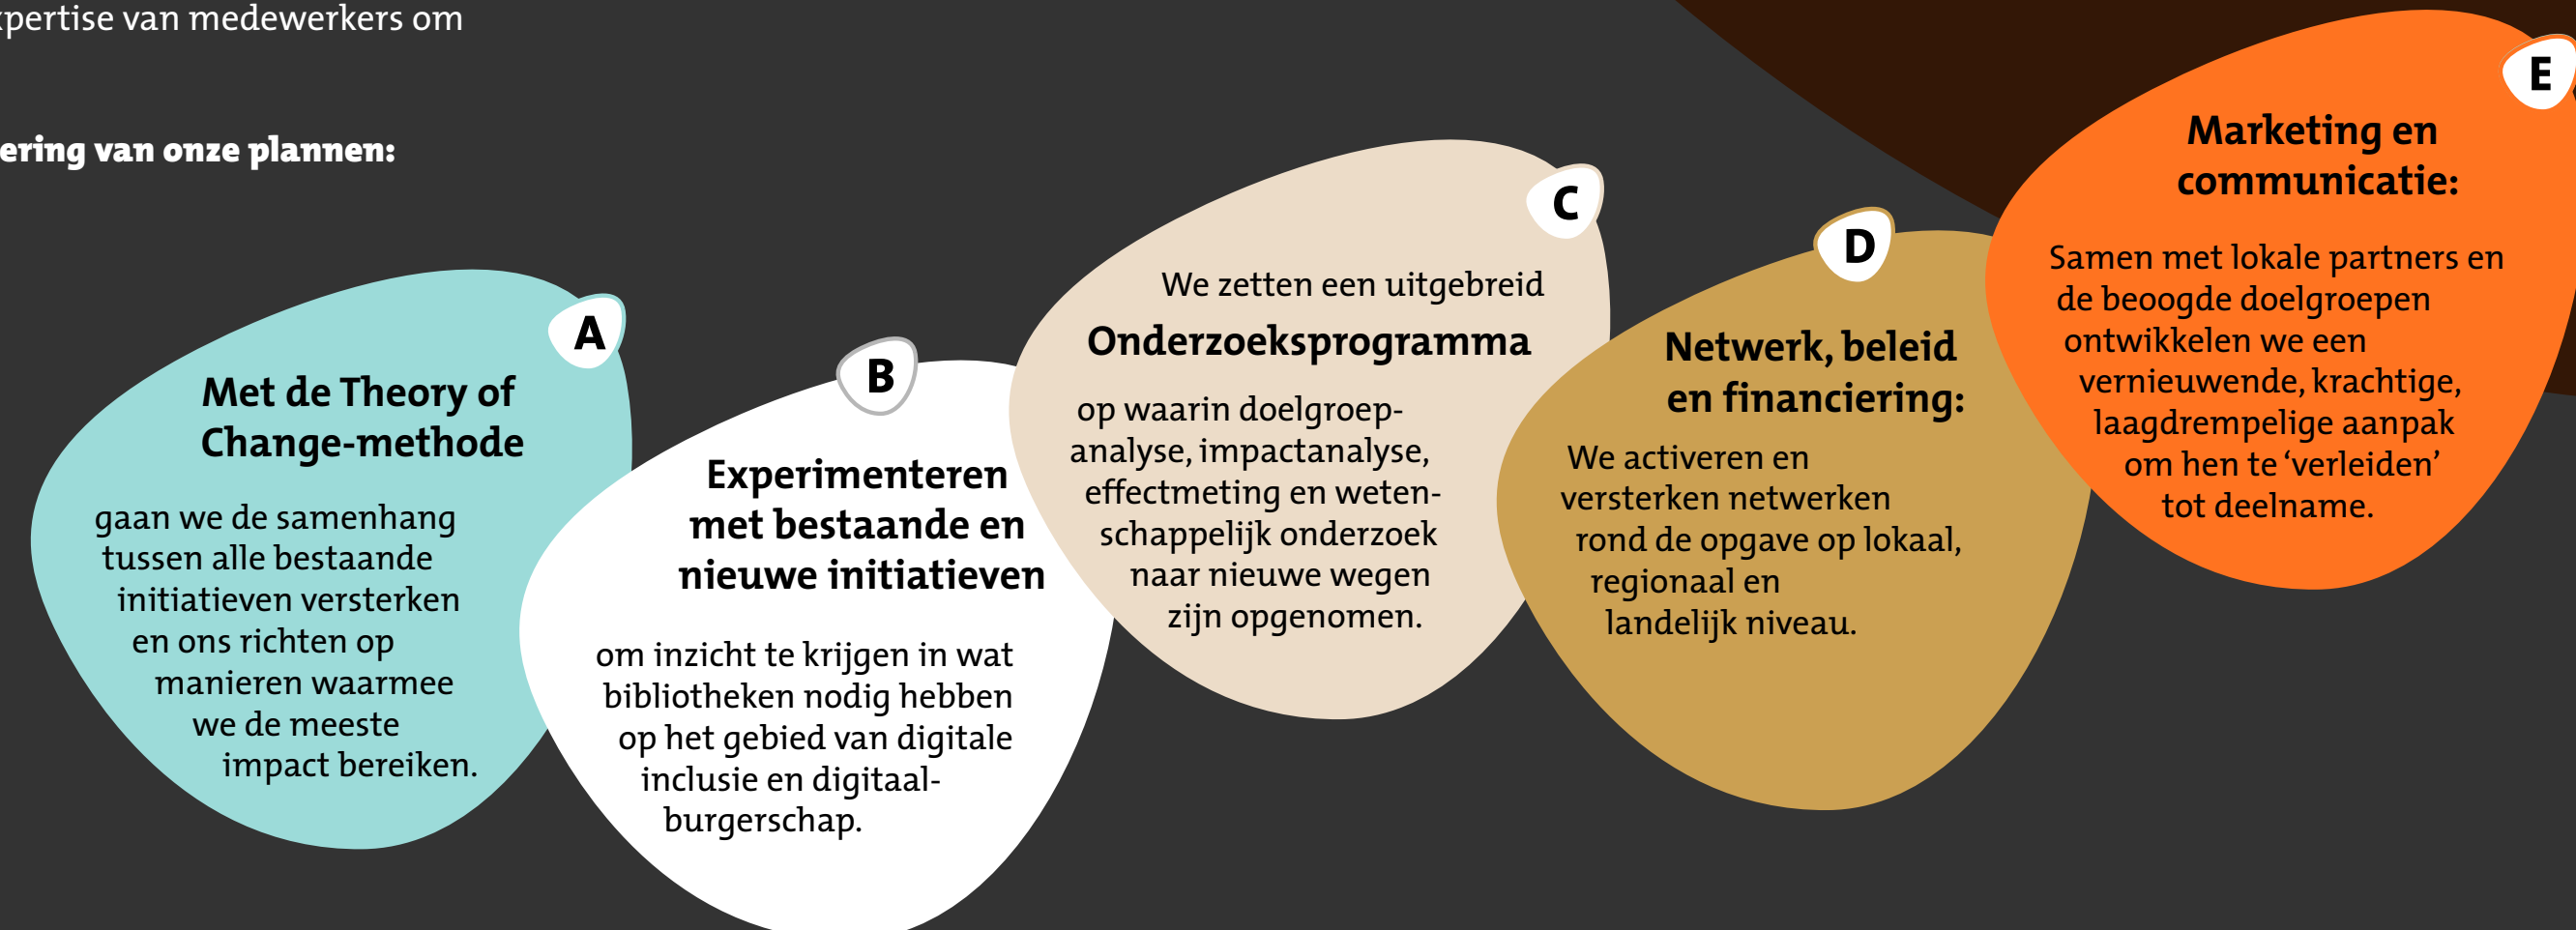 expertise van medewerkers om
ering van onze plannen:
A
Met de Theory of
Change-methode
gaan we de samenhang
tussen alle bestaande
initiatieven versterken
en ons richten op
manieren waarmee
we de meeste
impact bereiken.
B
Experimenteren
met bestaande en
nieuwe initiatieven
om inzicht te krijgen in wat
bibliotheken nodig hebben
op het gebied van digitale
inclusie en digitaal-
burgerschap.
C
We zetten een uitgebreid
Onderzoeksprogramma
op waarin doelgroep-
analyse, impactanalyse,
effectmeting en weten-
schappelijk onderzoek
naar nieuwe wegen
zijn opgenomen.
D
Netwerk, beleid
en financiering:
We activeren en
versterken netwerken
rond de opgave op lokaal,
regionaal en
landelijk niveau.
E
Marketing en
communicatie:
Samen met lokale partners en
de beoogde doelgroepen
ontwikkelen we een
vernieuwende, krachtige,
laagdrempelige aanpak
om hen te ‘verleiden’
tot deelname.